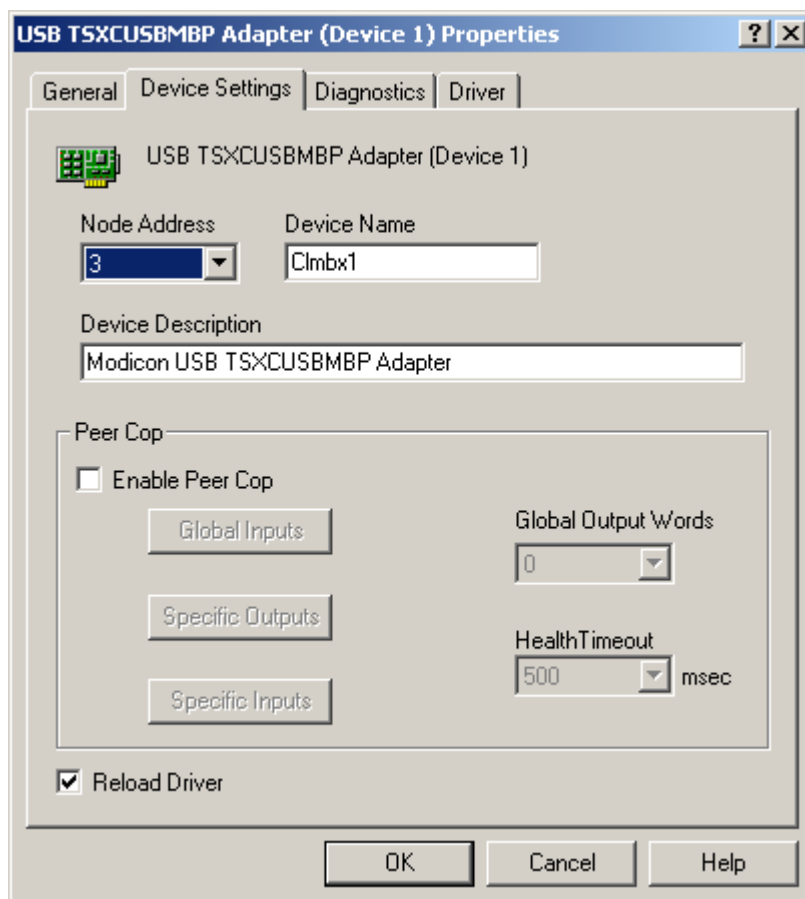 USB TSXCUSBMBP Adapter (Device 1) Properties
General Device Settings Diagnostics Driver
USB TSXCUSBMBP Adapter (Device 1)
Node Address Device Name
3 Clmbx1
Device Description
Modicon USB TSXCUSBMBP Adapter
Peer Cop
Enable Peer Cop
Global Inputs Global Output Words
0
Specific Outputs
HealthTimeout
500 msec
Specific Inputs
Reload Driver
OK Cancel Help